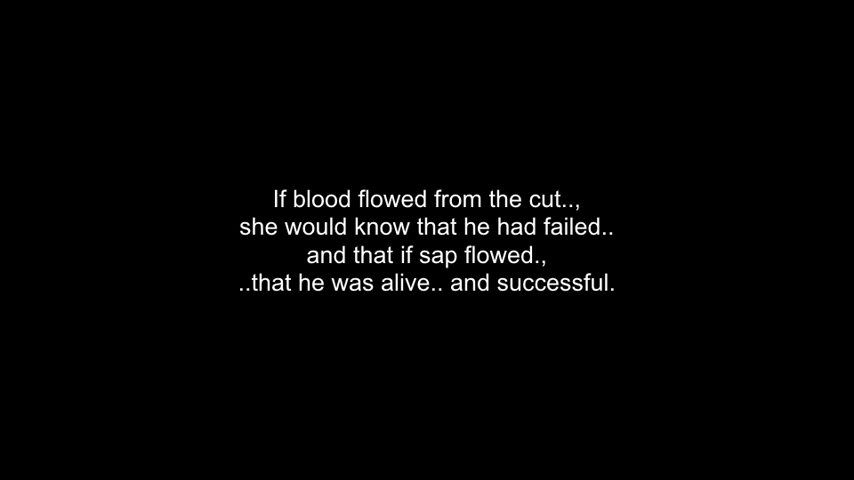 If blood flowed from the cut..,
she would know that he had failed..
and that if sap flowed.,
..that he was alive.. and successful.